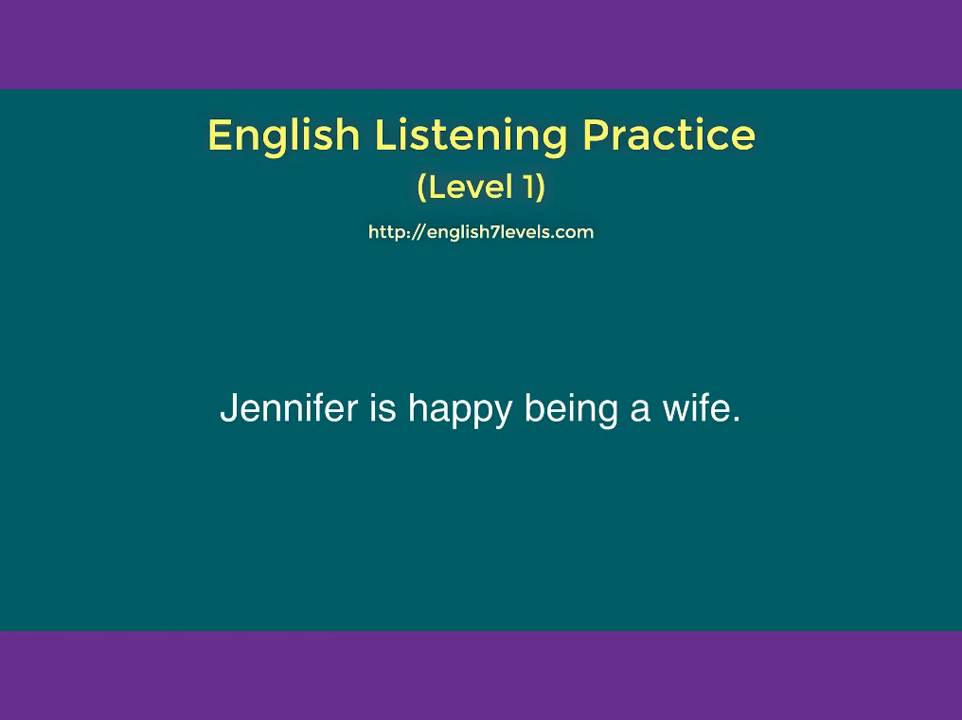 English Listening Practice
(Level 1)
http://english7levels.com
Jennifer is happy being a wife.